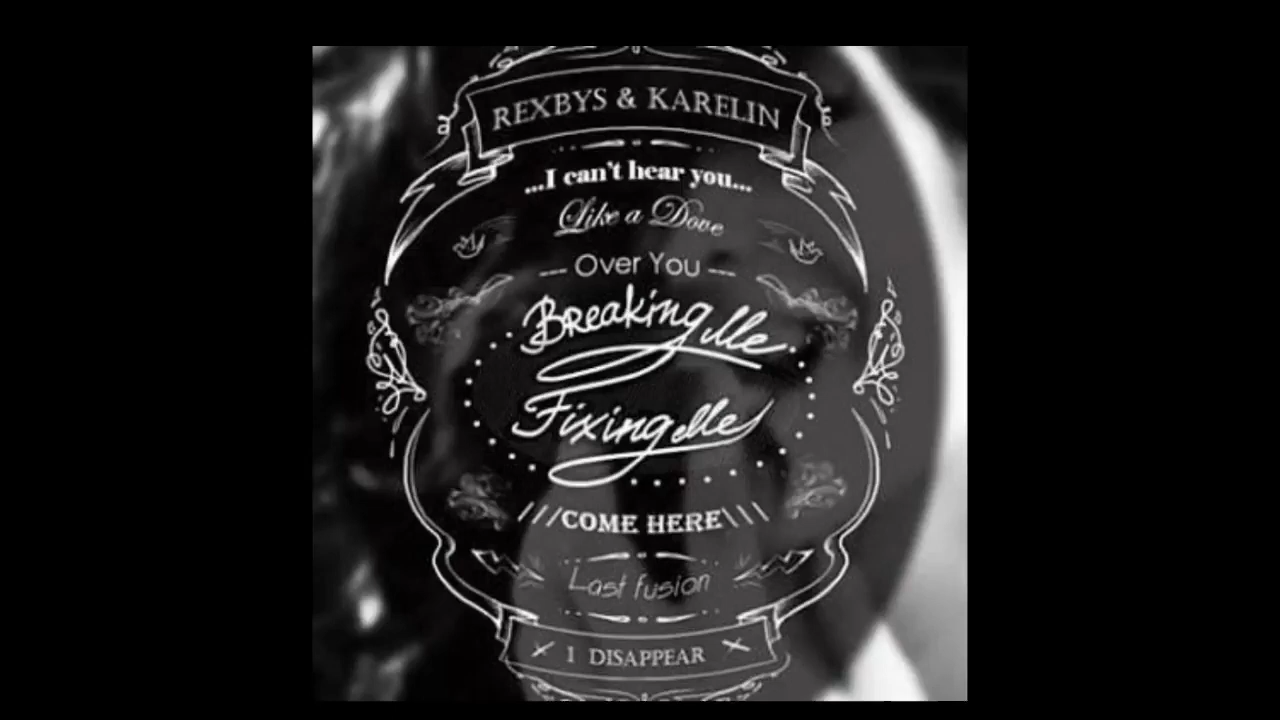 REXBYS & KARELIN
...I can't hear you...
Like a Dove
--- Over You ---
Breaking Me
Fixing Me
///COME HERE\\\
Last fusion
I DISAPPEAR